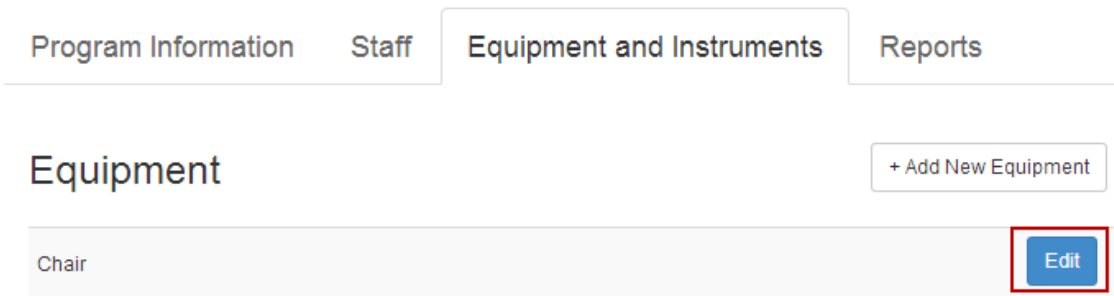 Program Information Staff Equipment and Instruments Reports
Equipment + Add New Equipment
Chair Edit